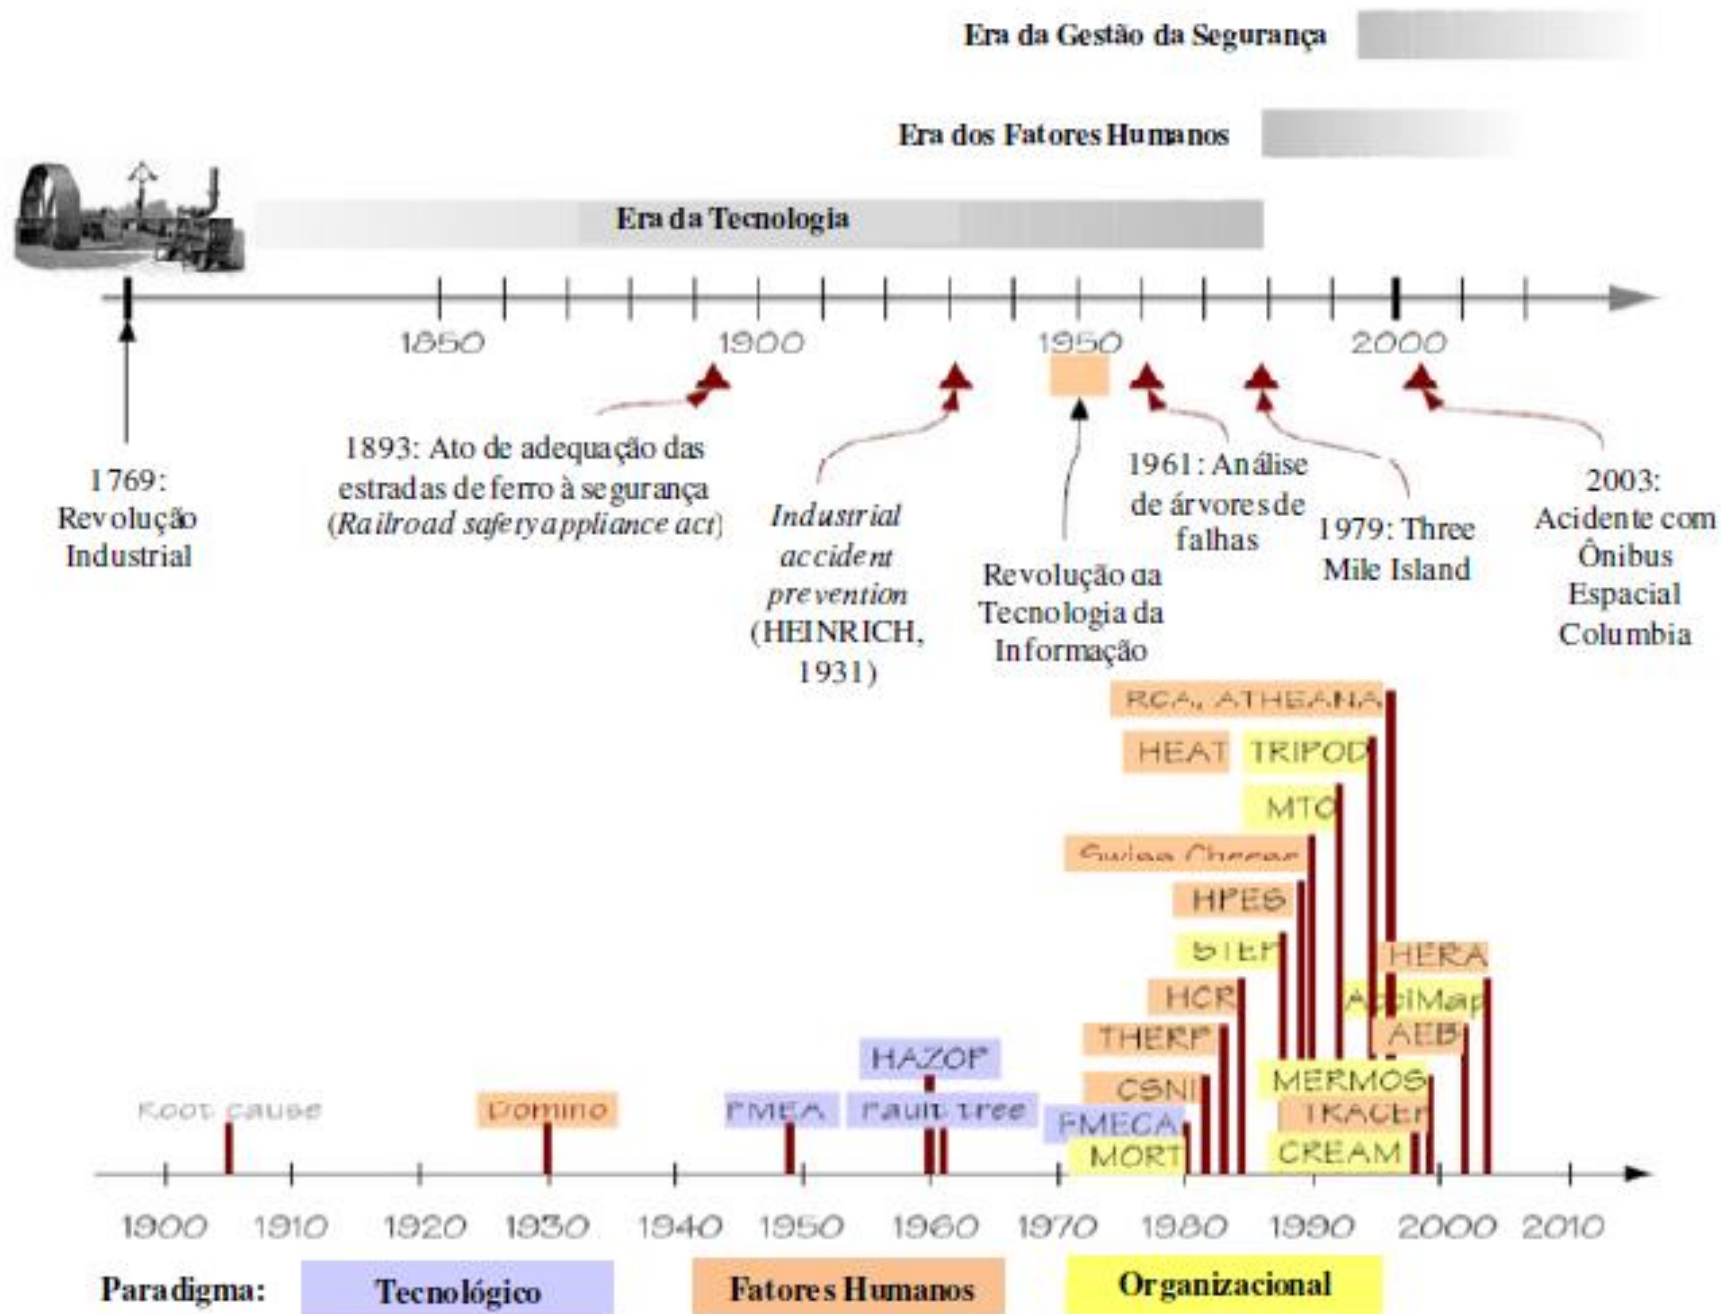 Era da Gestão da Segurança
Era dos Fatores Humanos
Era da Tecnologia
1850
1900
1950
2000
1769:
Revolução
Industrial
1893: Ato de adequação das
estradas de ferro à segurança
(Railroad safety appliance act)
Industrial
accident
prevention
(HEINRICH,
1931)
Revolução da
Tecnologia da
Informação
1961: Análise
de árvores de
falhas
1979: Three
Mile Island
2003:
Acidente com
Ônibus
Espacial
Columbia
RCA, ATHEANA
HEAT
TRIPOD
MTO
Swiss Cheese
HPES
STEP
HERA
HCR
AcciMap
THERP
AEB
HAZOP
CSNI
MERMOS
Root cause
Domino
FMEA
Fault tree
FMECA
TRACEr
MORT
CREAM
1900
1910
1920
1930
1940
1950
1960
1970
1980
1990
2000
2010
Paradigma:
Tecnológico
Fatores Humanos
Organizacional